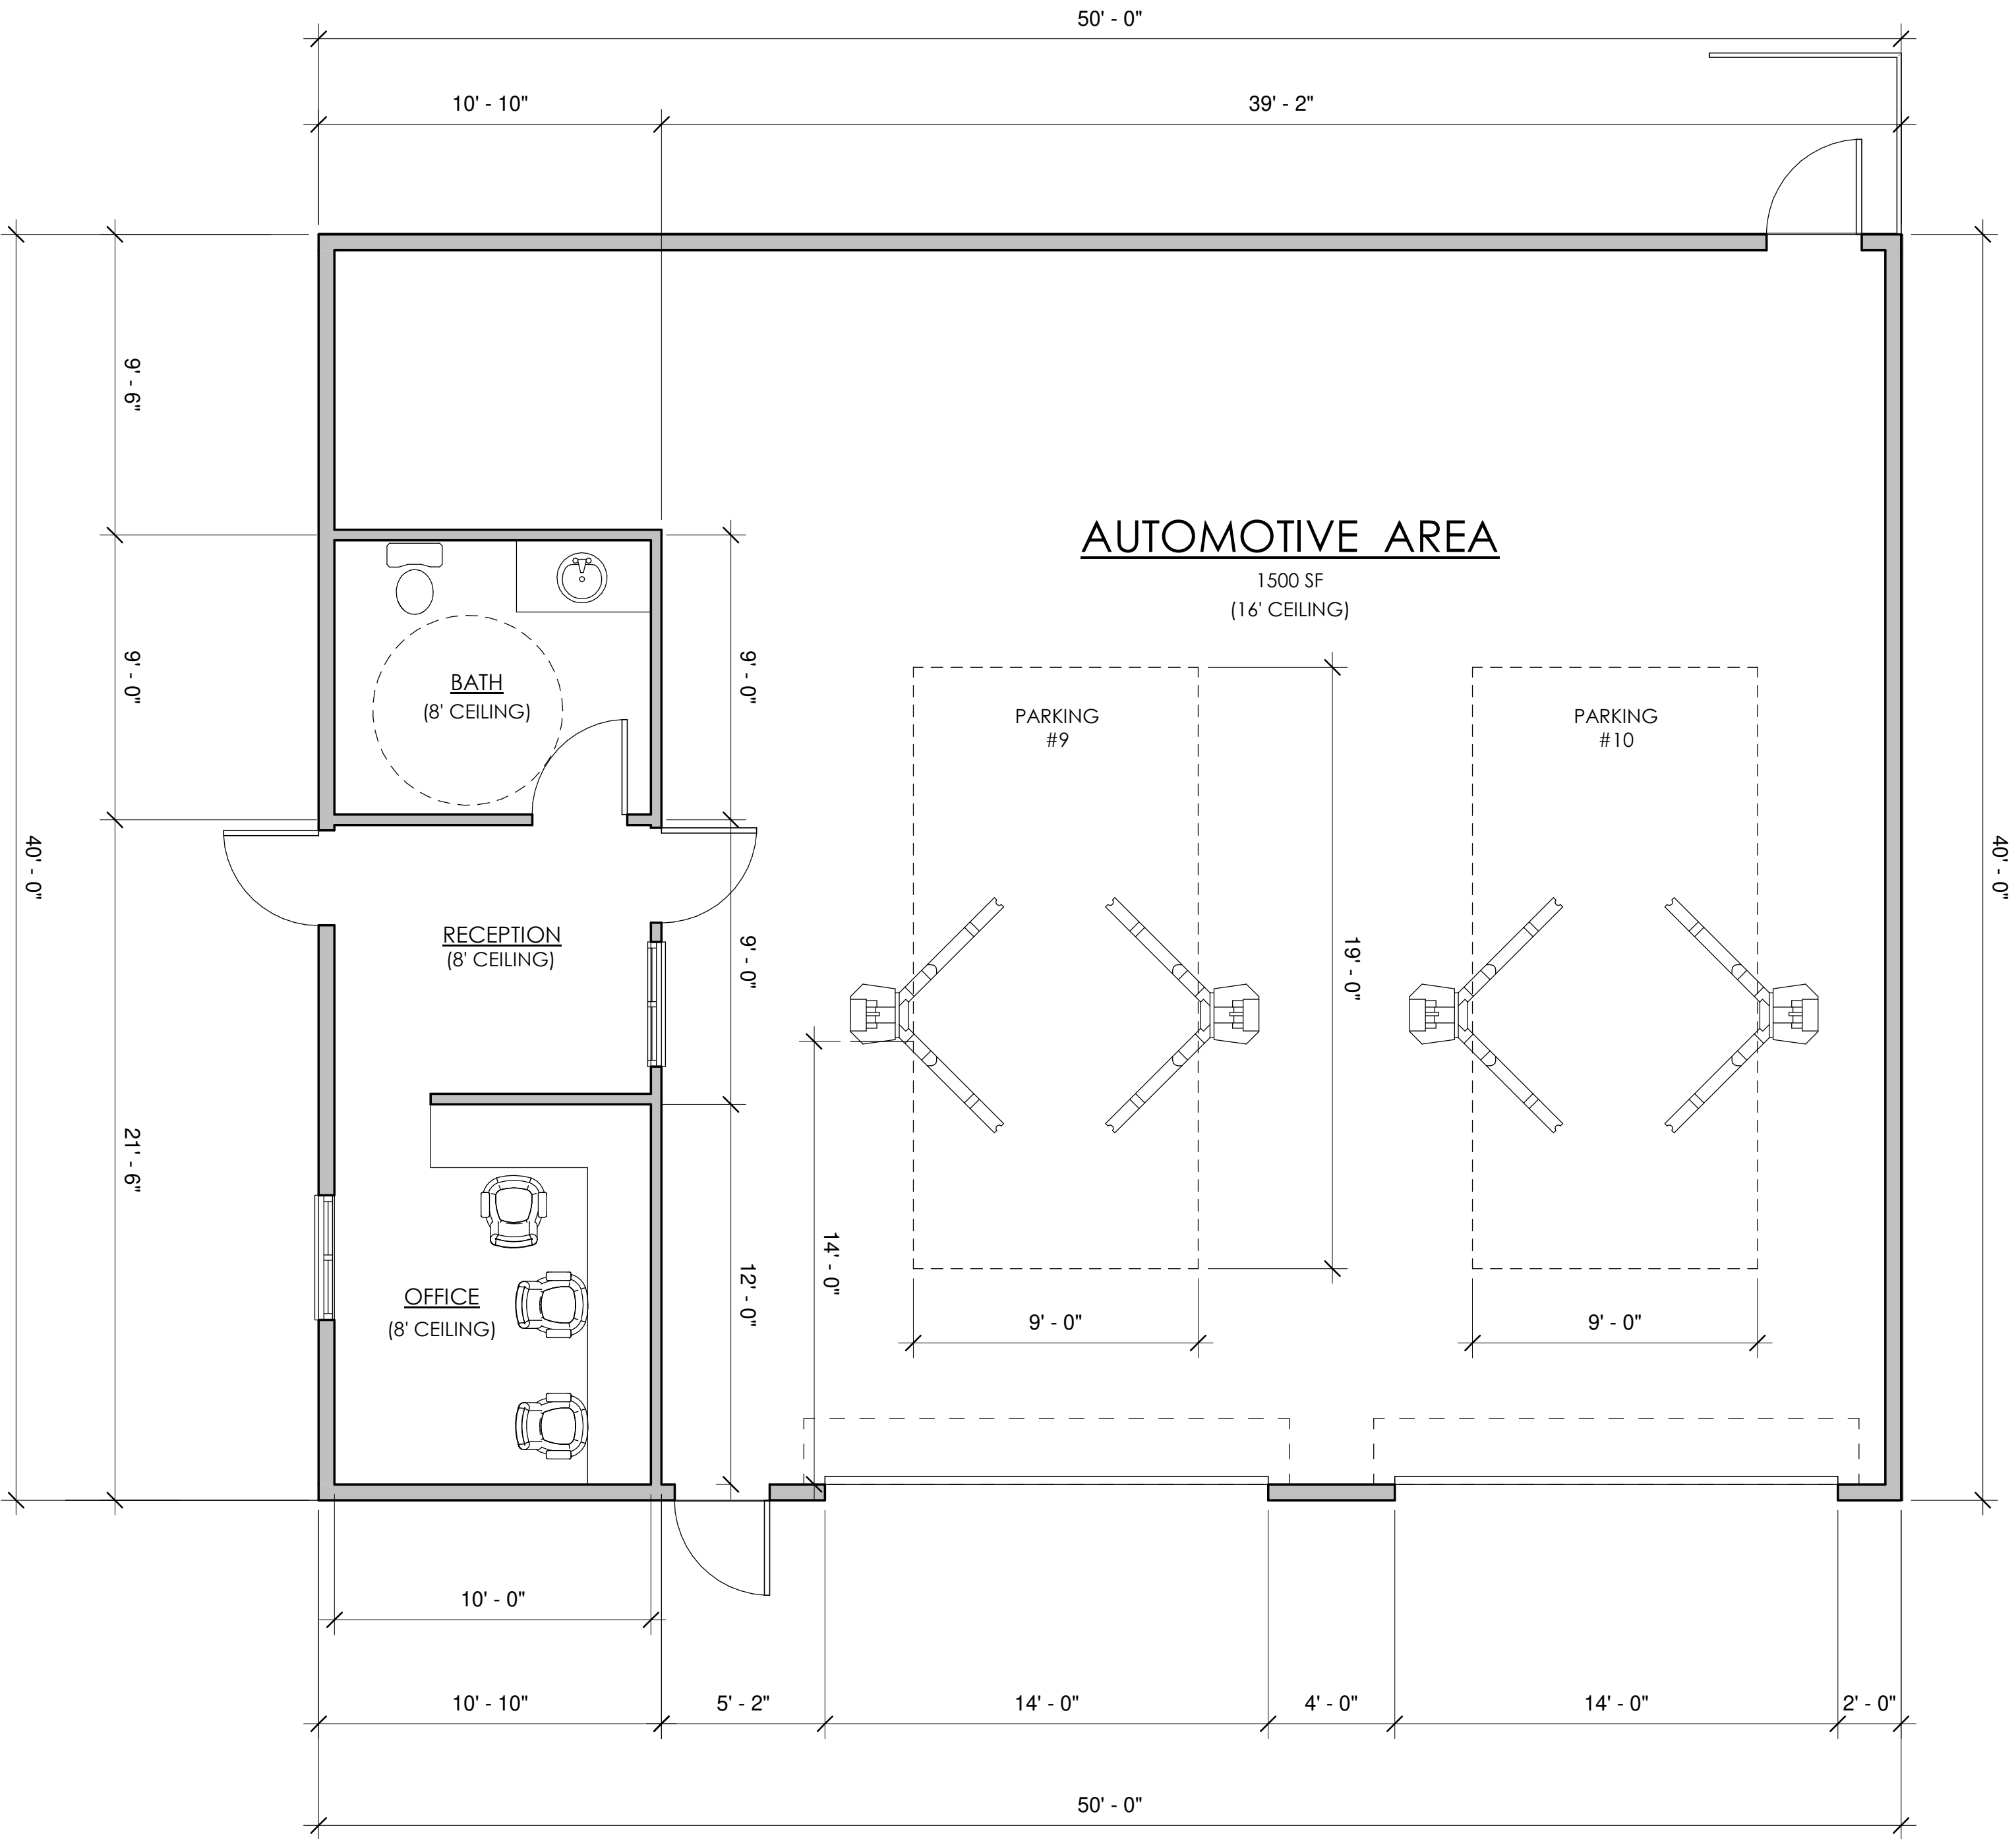 50' - 0"
10' - 10"
39' - 2"
9' - 6"
AUTOMOTIVE AREA
1500 SF
(16' CEILING)
9' - 0"
BATH
(8' CEILING)
9' - 0"
PARKING
#9
PARKING
#10
40' - 0"
40' - 0"
RECEPTION
(8' CEILING)
9' - 0"
19' - 0"
21' - 6"
OFFICE
(8' CEILING)
12' - 0"
14' - 0"
9' - 0"
9' - 0"
10' - 0"
10' - 10"
5' - 2"
14' - 0"
4' - 0"
14' - 0"
2' - 0"
50' - 0"